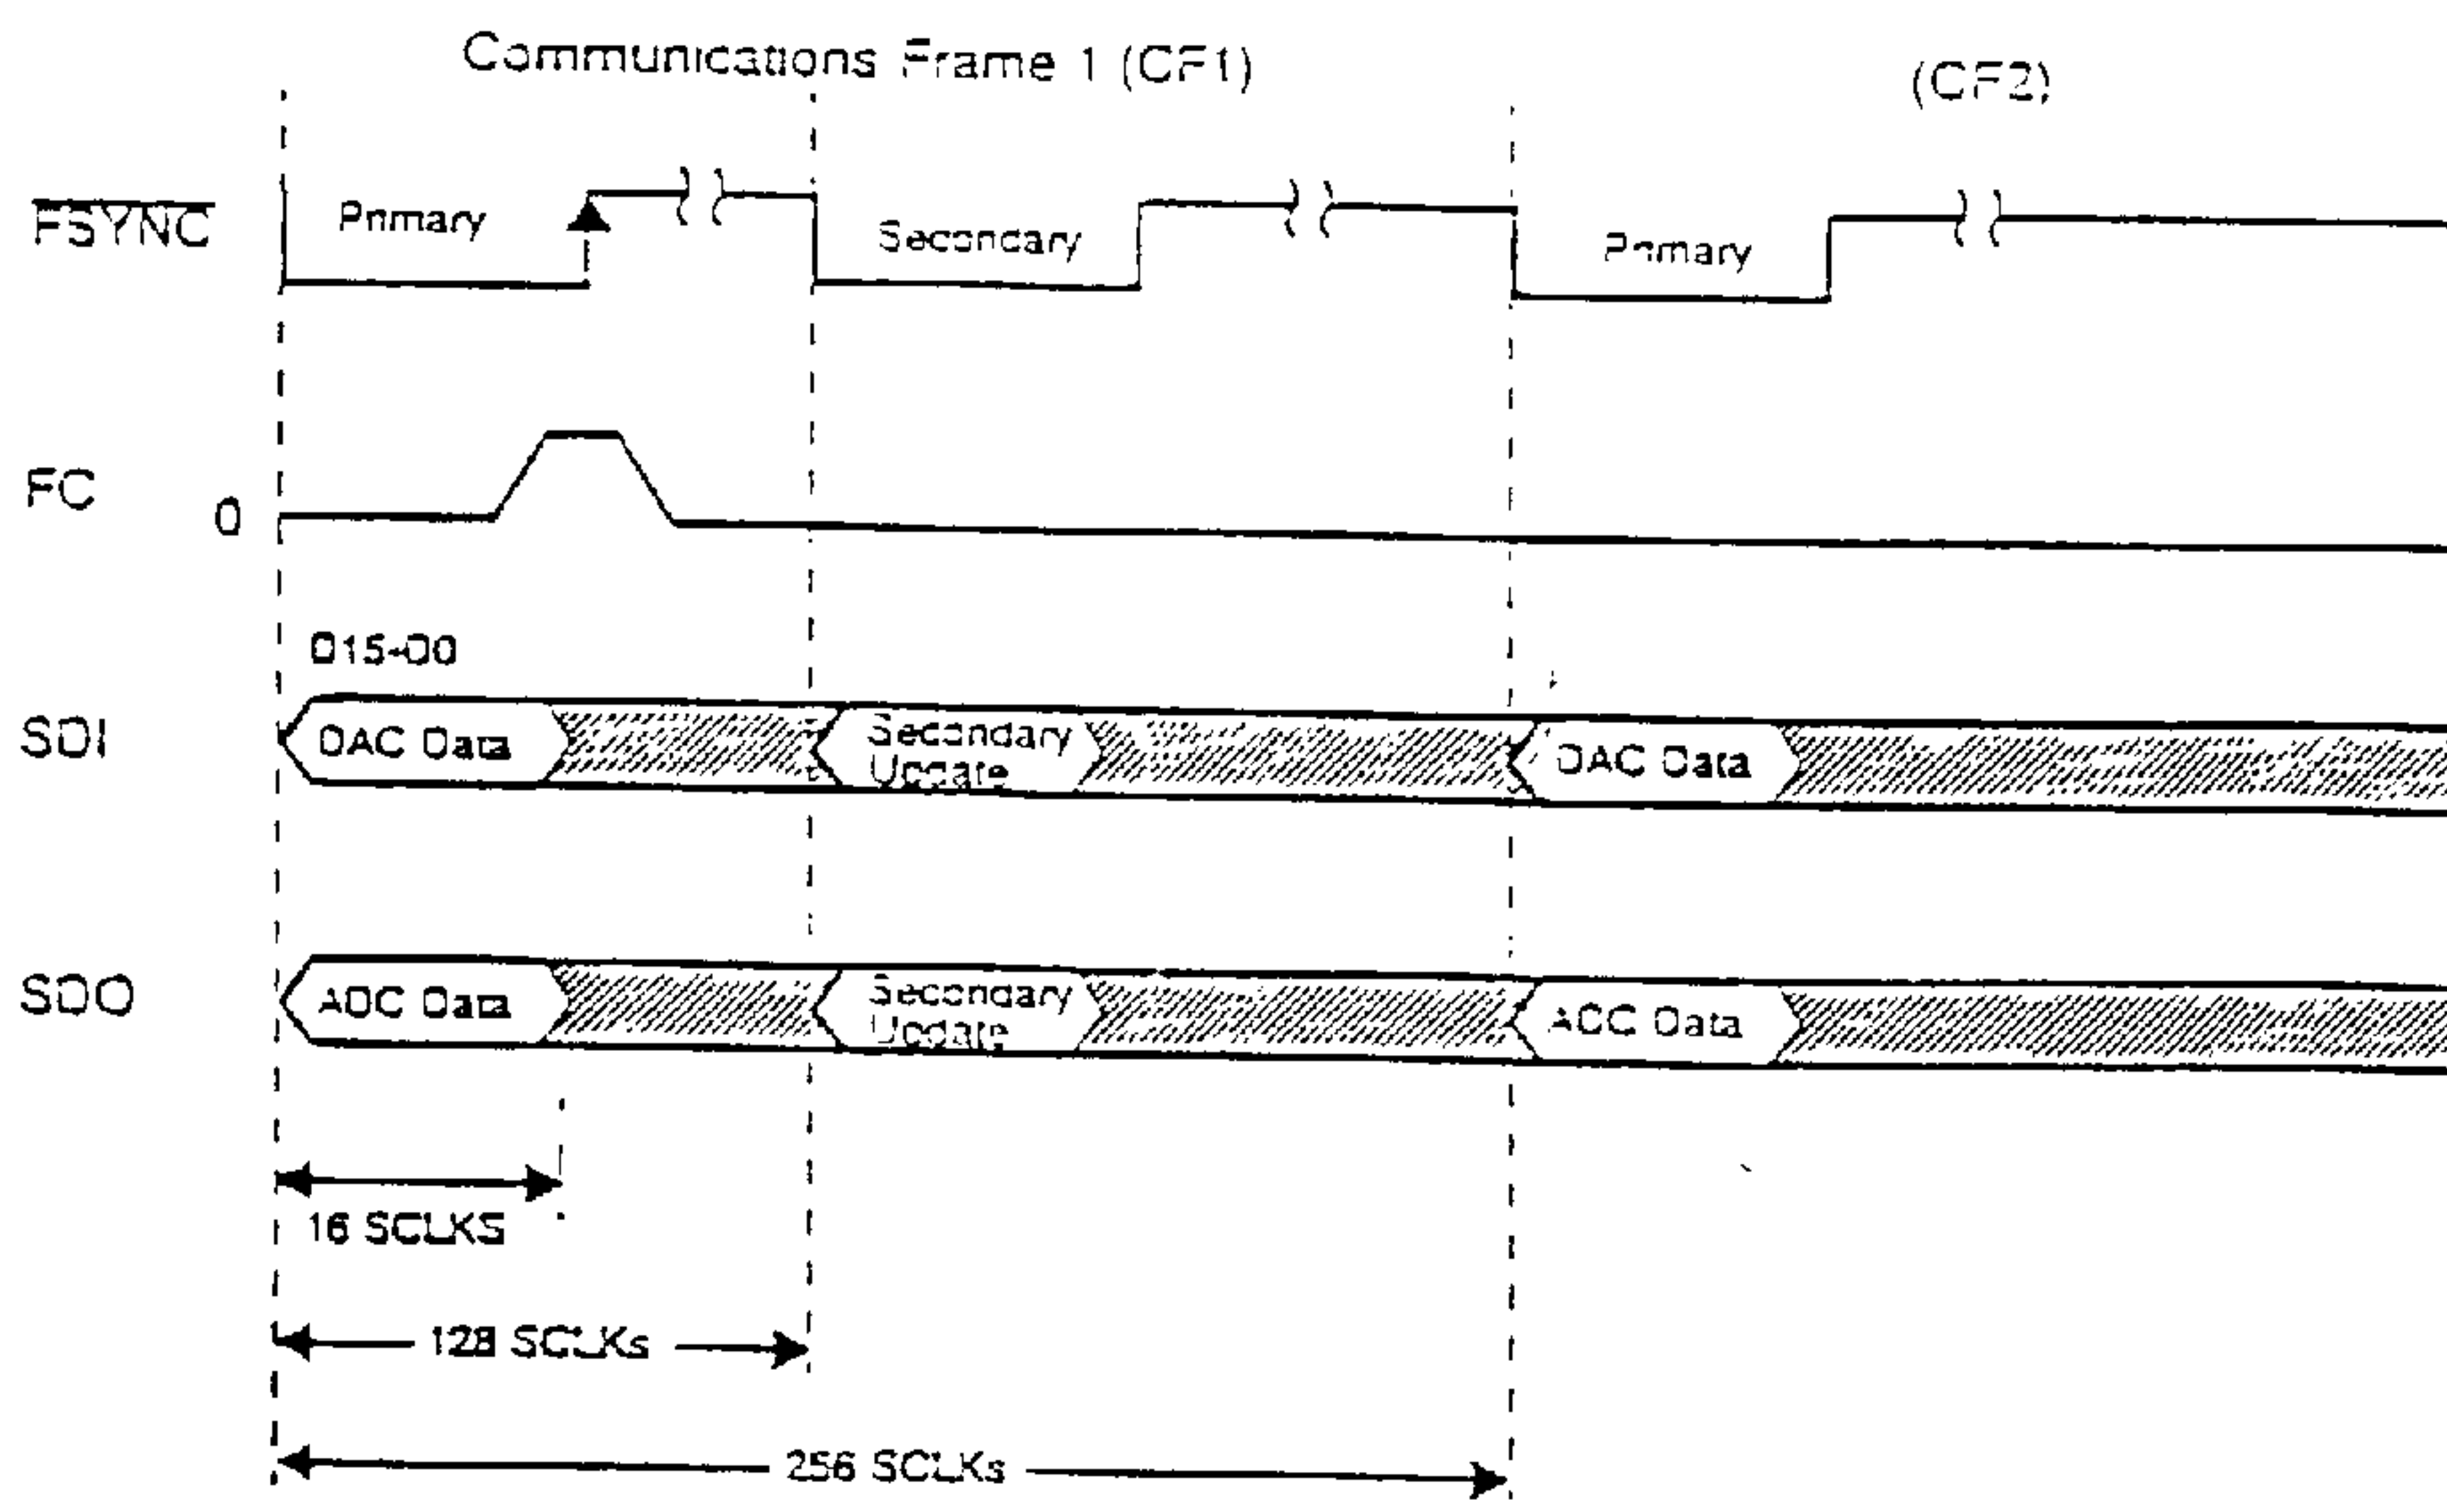 Communications Frame 1 (CF1)
(CF2)
FSYNC
Primary
Secondary
Primary
FC
0
D15-D0
SDI
DAC Data
Secondary
Update
DAC Data
SDO
ADC Data
Secondary
Update
ADC Data
16 SCLKS
128 SCLKs
256 SCLKs